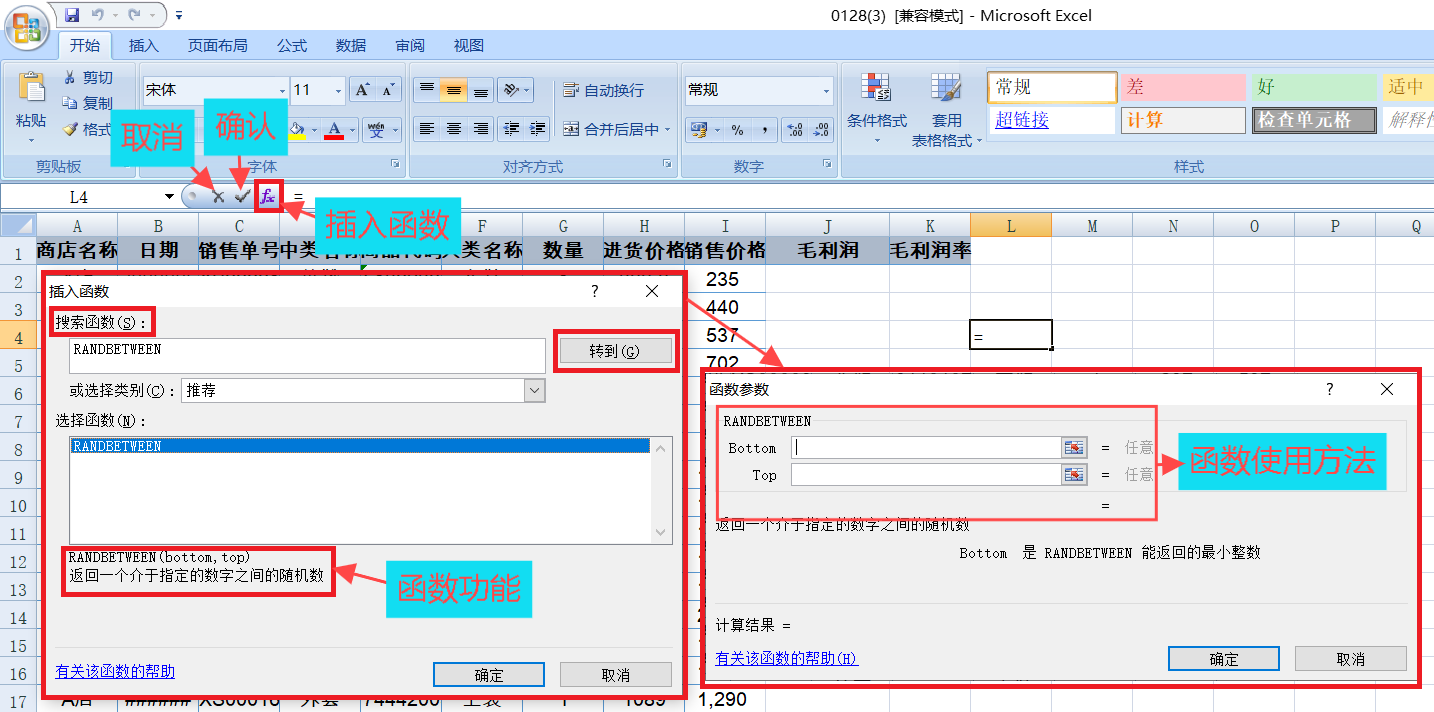 0128(3) [兼容模式] - Microsoft Excel
开始 插入 页面布局 公式 数据 审阅 视图
剪切
复制
格式
粘贴
剪贴板
宋体 11
字体
自动换行
合并后居中
对齐方式
常规
%
数字
条件格式
套用
表格格式
常规 差 好 适中
超链接 计算 检查单元格 解释性
样式
取消
确认
插入函数
L4 fx =
A B C F G H I J K L M N O P Q
1 商店名称 日期 销售单号 中类名称 类名称 数量 进货价格 销售价格 毛利润 毛利润率
2 235
3 440
4 537 =
5 702
6
7
8
9
10
11
12
13
14
15
16
17 A店 ###### XS00016 外套 7444200 上装 1 1089 1,290
插入函数 ? ×
搜索函数(S):
RANDBETWEEN
转到(G)
或选择类别(C): 推荐
选择函数(N):
RANDBETWEEN
RANDBETWEEN(bottom,top)
返回一个介于指定的数字之间的随机数
函数功能
有关该函数的帮助
确定 取消
函数参数 ? ×
RANDBETWEEN
Bottom = 任意
Top = 任意
=
函数使用方法
返回一个介于指定的数字之间的随机数
Bottom 是 RANDBETWEEN 能返回的最小整数
计算结果 =
有关该函数的帮助(H)
确定 取消